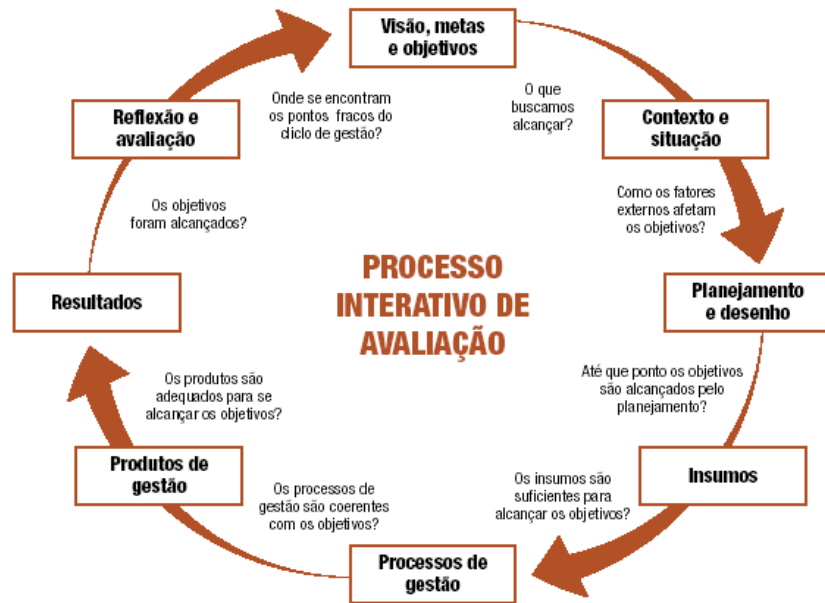 Visão, metas
e objetivos
O que
buscamos
alcançar?
Contexto e
situação
Como os fatores
externos afetam
os objetivos?
Planejamento
e desenho
Até que ponto os objetivos
são alcançados pelo
planejamento?
Insumos
Os insumos são
suficientes para
alcançar os objetivos?
Processos de
gestão
Os processos de
gestão são coerentes
com os objetivos?
Produtos de
gestão
Os produtos são
adequados para se
alcançar os objetivos?
Resultados
Os objetivos
foram alcançados?
Reflexão e
avaliação
Onde se encontram
os pontos fracos do
ciclo de gestão?
PROCESSO
INTERATIVO DE
AVALIAÇÃO